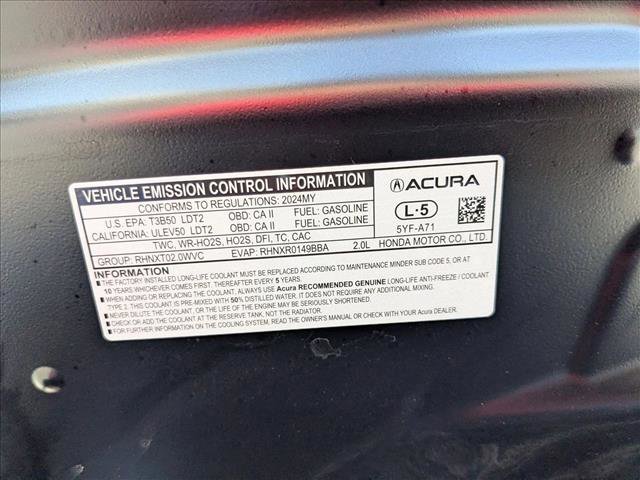 VEHICLE EMISSION CONTROL INFORMATION
CONFORMS TO REGULATIONS: 2024MY
U.S. EPA: T3B50 LDT2 OBD: CA II FUEL: GASOLINE
CALIFORNIA: ULEV50 LDT2 OBD: CA II FUEL: GASOLINE
TWC, WR-HO2S, HO2S, DFI, TC, CAC
GROUP: RHNXT02.0WVC EVAP: RHNXR0149BBA 2.0L
ACURA
L·5
5YF-A71
HONDA MOTOR CO., LTD.
INFORMATION
■ THE FACTORY INSTALLED LONG-LIFE COOLANT MUST BE REPLACED ACCORDING TO MAINTENANCE MINDER SUB 5, OR AT
10 YEARS WHICHEVER COMES FIRST. THEREAFTER EVERY 5 YEARS.
■ WHEN ADDING OR REPLACING THE COOLANT, ALWAYS USE Acura RECOMMENDED GENUINE LONG-LIFE ANTI-FREEZE / COOLANT
TYPE 2. THIS COOLANT IS PRE-MIXED WITH 50% DISTILLED WATER. IT DOES NOT REQUIRE ANY ADDITIONAL MIXING.
■ NEVER DILUTE THE COOLANT, OR THE LIFE OF THE ENGINE MAY BE SERIOUSLY SHORTENED.
■ CHECK OR ADD THE COOLANT AT THE RESERVE TANK, NOT THE RADIATOR.
■ FOR FURTHER INFORMATION ON THE COOLING SYSTEM, READ THE OWNER'S MANUAL OR CHECK WITH YOUR Acura DEALER.